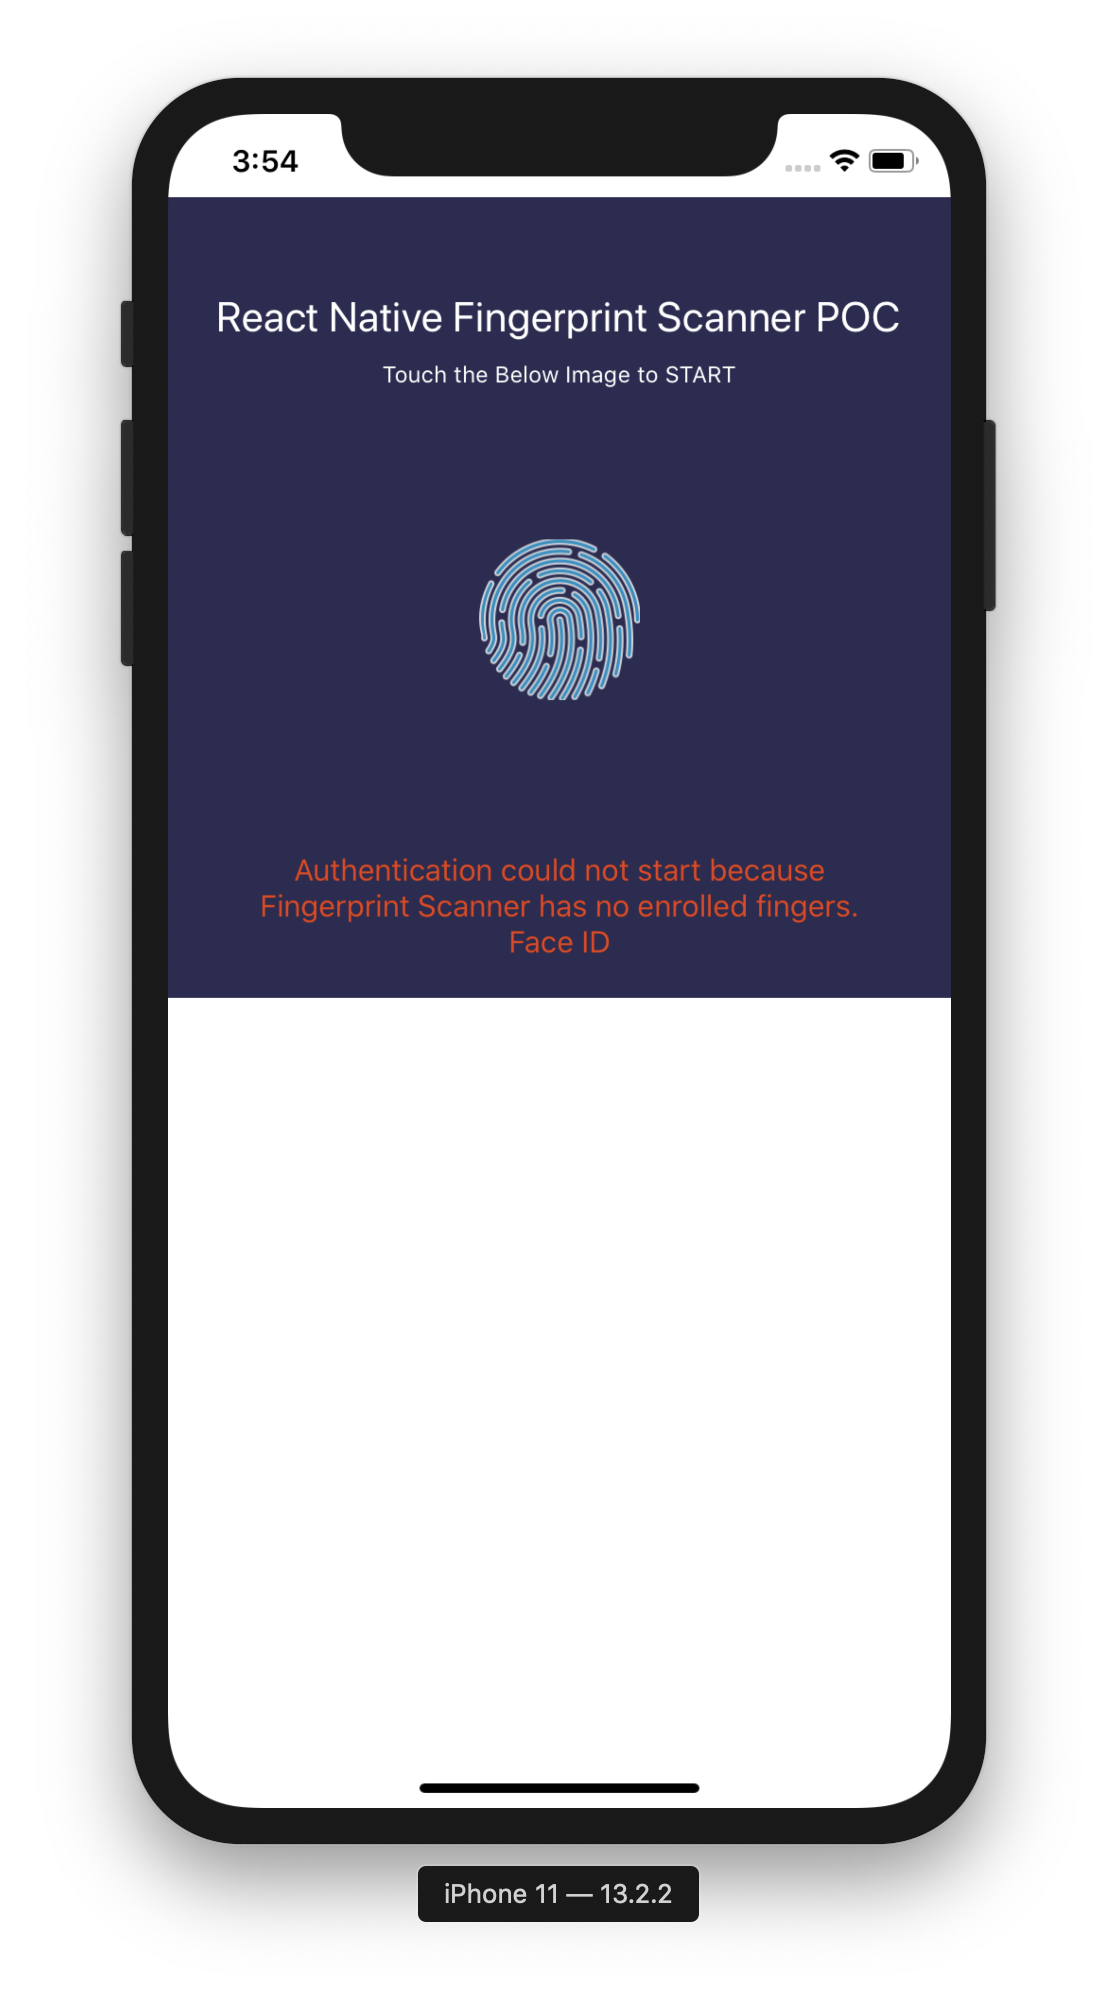 3:54
React Native Fingerprint Scanner POC
Touch the Below Image to START
Authentication could not start because
Fingerprint Scanner has no enrolled fingers.
Face ID
iPhone 11 — 13.2.2